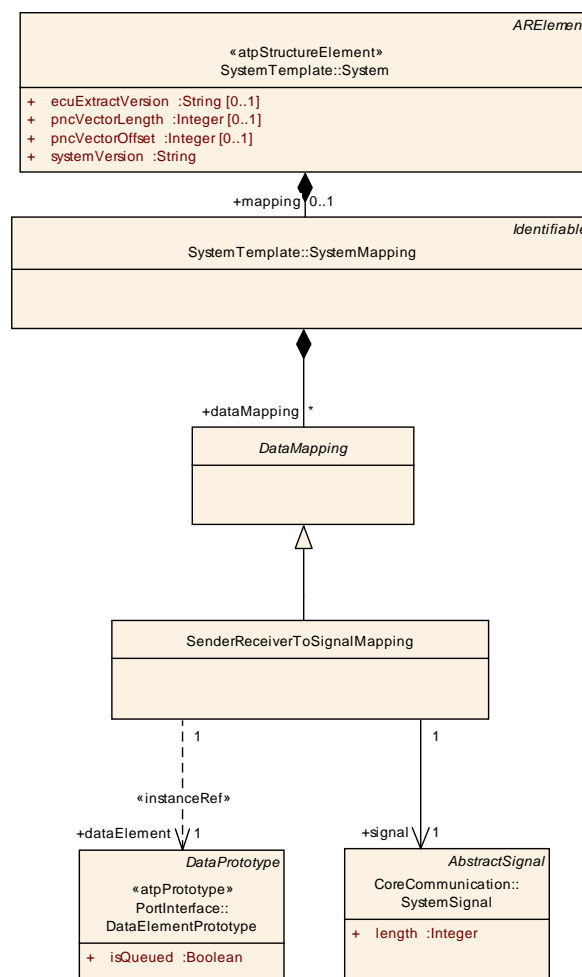 ARElement
«atpStructureElement»
SystemTemplate::System
+ ecuExtractVersion :String [0..1]
+ pncVectorLength :Integer [0..1]
+ pncVectorOffset :Integer [0..1]
+ systemVersion :String
+mapping 0..1
Identifiable
SystemTemplate::SystemMapping
+dataMapping *
DataMapping
SenderReceiverToSignalMapping
1 1
«instanceRef»
+dataElement 1 +signal 1
DataPrototype
«atpPrototype»
PortInterface::
DataElementPrototype
+ isQueued :Boolean
AbstractSignal
CoreCommunication::
SystemSignal
+ length :Integer